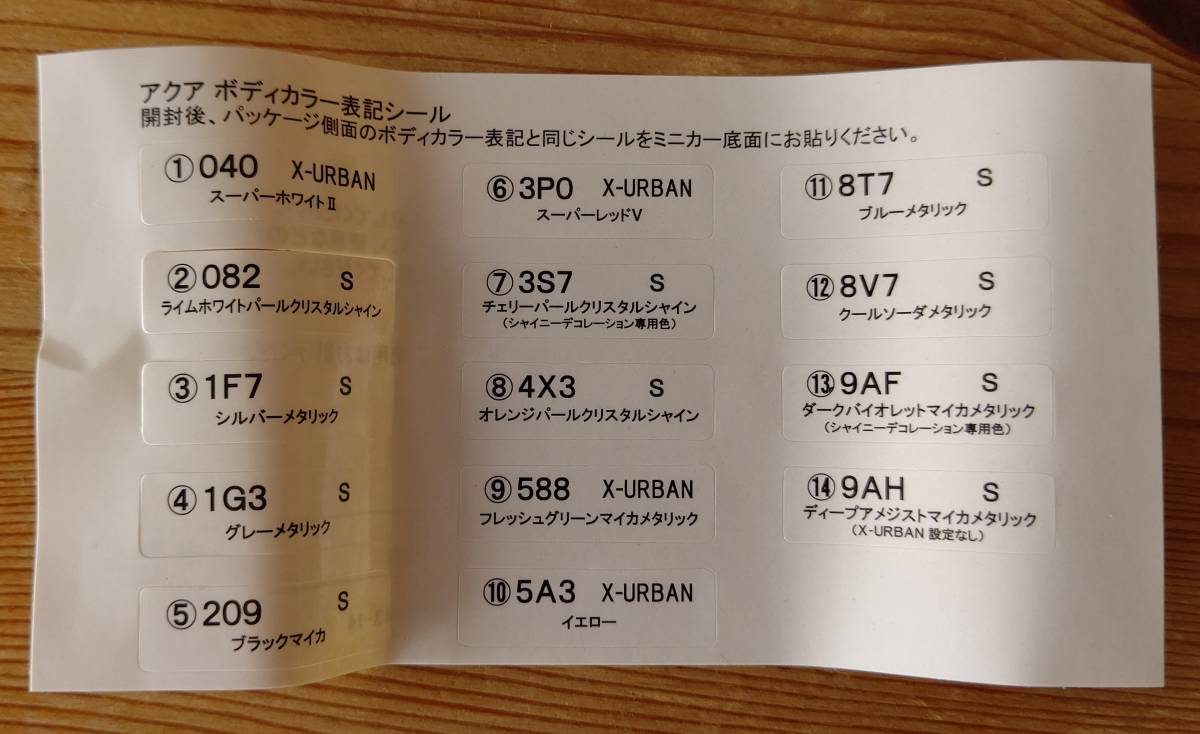 アクア ボディカラー表記シール
開封後、パッケージ側面のボディカラー表記と同じシールをミニカー底面にお貼りください。
①040 X-URBAN
スーパーホワイトⅡ
②082 S
ライムホワイトパールクリスタルシャイン
③1F7 S
シルバーメタリック
④1G3 S
グレーメタリック
⑤209 S
ブラックマイカ
⑥3P0 X-URBAN
スーパーレッドV
⑦3S7 S
チェリーパールクリスタルシャイン
（シャイニーデコレーション専用色）
⑧4X3 S
オレンジパールクリスタルシャイン
⑨588 X-URBAN
フレッシュグリーンマイカメタリック
⑩5A3 X-URBAN
イエロー
⑪8T7 S
ブルーメタリック
⑫8V7 S
クールソーダメタリック
⑬9AF S
ダークバイオレットマイカメタリック
（シャイニーデコレーション専用色）
⑭9AH S
ディープアメジストマイカメタリック
（X-URBAN 設定なし）